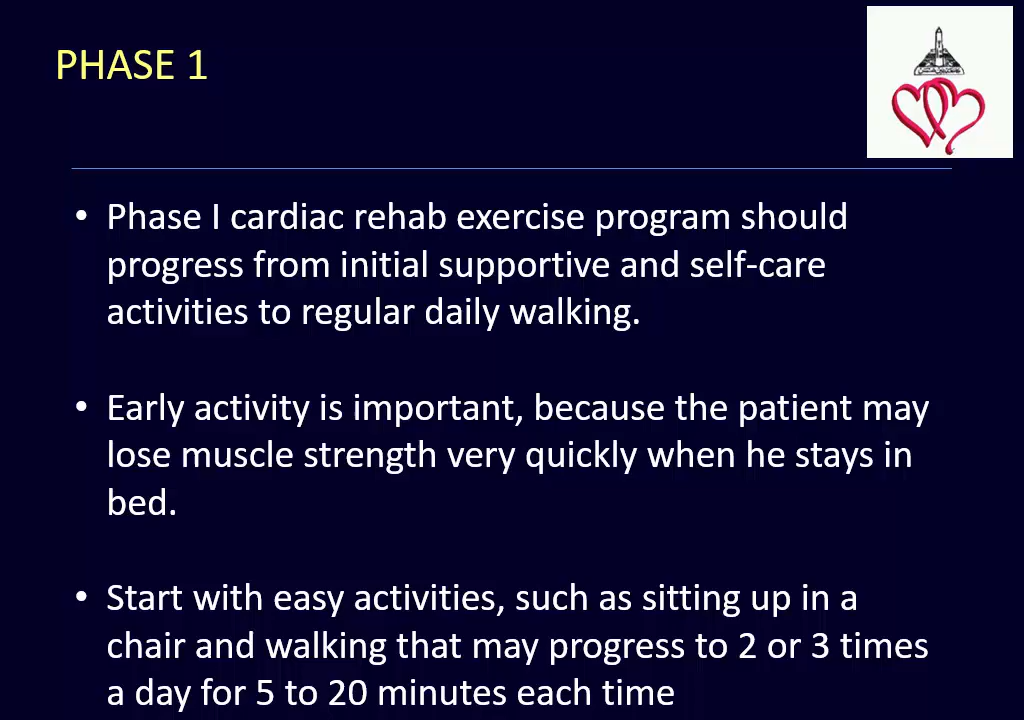 PHASE 1
• Phase I cardiac rehab exercise program should
progress from initial supportive and self-care
activities to regular daily walking.
• Early activity is important, because the patient may
lose muscle strength very quickly when he stays in
bed.
• Start with easy activities, such as sitting up in a
chair and walking that may progress to 2 or 3 times
a day for 5 to 20 minutes each time